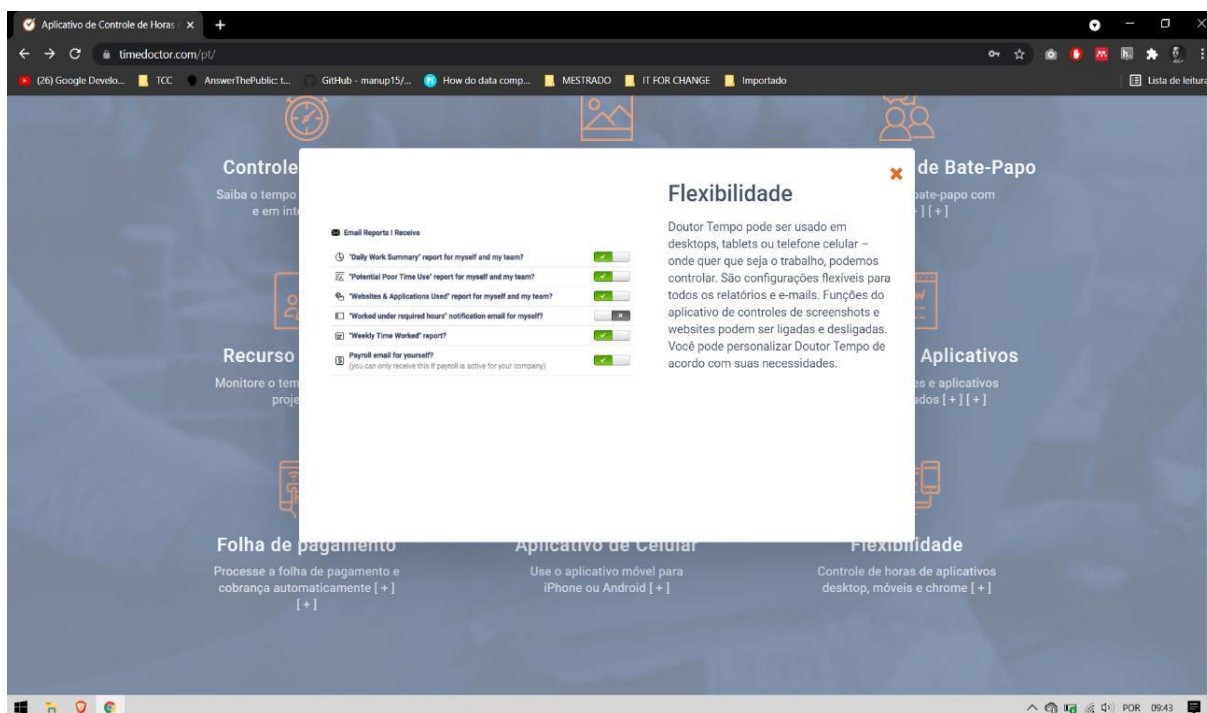 Aplicativo de Controle de Horas
timedoctor.com/pt/
(26) Google Develo...
TCC
AnswerThePublic: t...
GitHub - manup15/...
How do data comp...
MESTRADO
IT FOR CHANGE
Importado
Lista de leitura
Controle
Saiba o tempo
e em int
de Bate-Papo
bate-papo com
] [ + ]
Email Reports I Receive
"Daily Work Summary" report for myself and my team?
"Potential Poor Time Use" report for myself and my team?
"Websites & Applications Used" report for myself and my team?
"Worked under required hours" notification email for myself?
"Weekly Time Worked" report?
Payroll email for yourself?
(you can only receive this if payroll is active for your company)
Flexibilidade
Doutor Tempo pode ser usado em
desktops, tablets ou telefone celular –
onde quer que seja o trabalho, podemos
controlar. São configurações flexíveis para
todos os relatórios e e-mails. Funções do
aplicativo de controles de screenshots e
websites podem ser ligadas e desligadas.
Você pode personalizar Doutor Tempo de
acordo com suas necessidades.
Recurso
Monitore o tem
proje
Aplicativos
es e aplicativos
ados [ + ] [ + ]
Folha de pagamento
Processe a folha de pagamento e
cobrança automaticamente [ + ]
[ + ]
Aplicativo de Celular
Use o aplicativo móvel para
iPhone ou Android [ + ]
Flexibilidade
Controle de horas de aplicativos
desktop, móveis e chrome [ + ]
POR 09:43